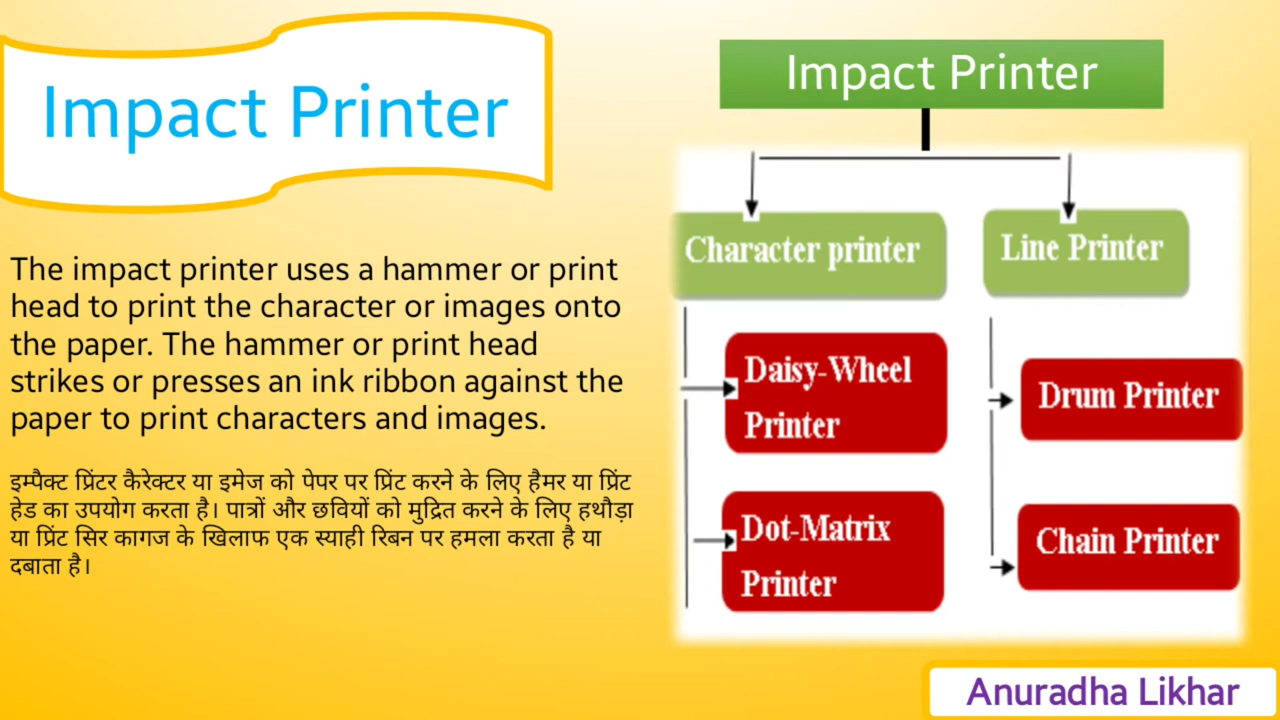 Impact Printer
The impact printer uses a hammer or print
head to print the character or images onto
the paper. The hammer or print head
strikes or presses an ink ribbon against the
paper to print characters and images.
इम्पैक्ट प्रिंटर कैरेक्टर या इमेज को पेपर पर प्रिंट करने के लिए हैमर या प्रिंट
हेड का उपयोग करता है। पात्रों और छवियों को मुद्रित करने के लिए हथौड़ा
या प्रिंट सिर कागज के खिलाफ एक स्याही रिबन पर हमला करता है या
दबाता है।
Impact Printer
Character printer
Line Printer
Daisy-Wheel
Printer
Drum Printer
Dot-Matrix
Printer
Chain Printer
Anuradha Likhar